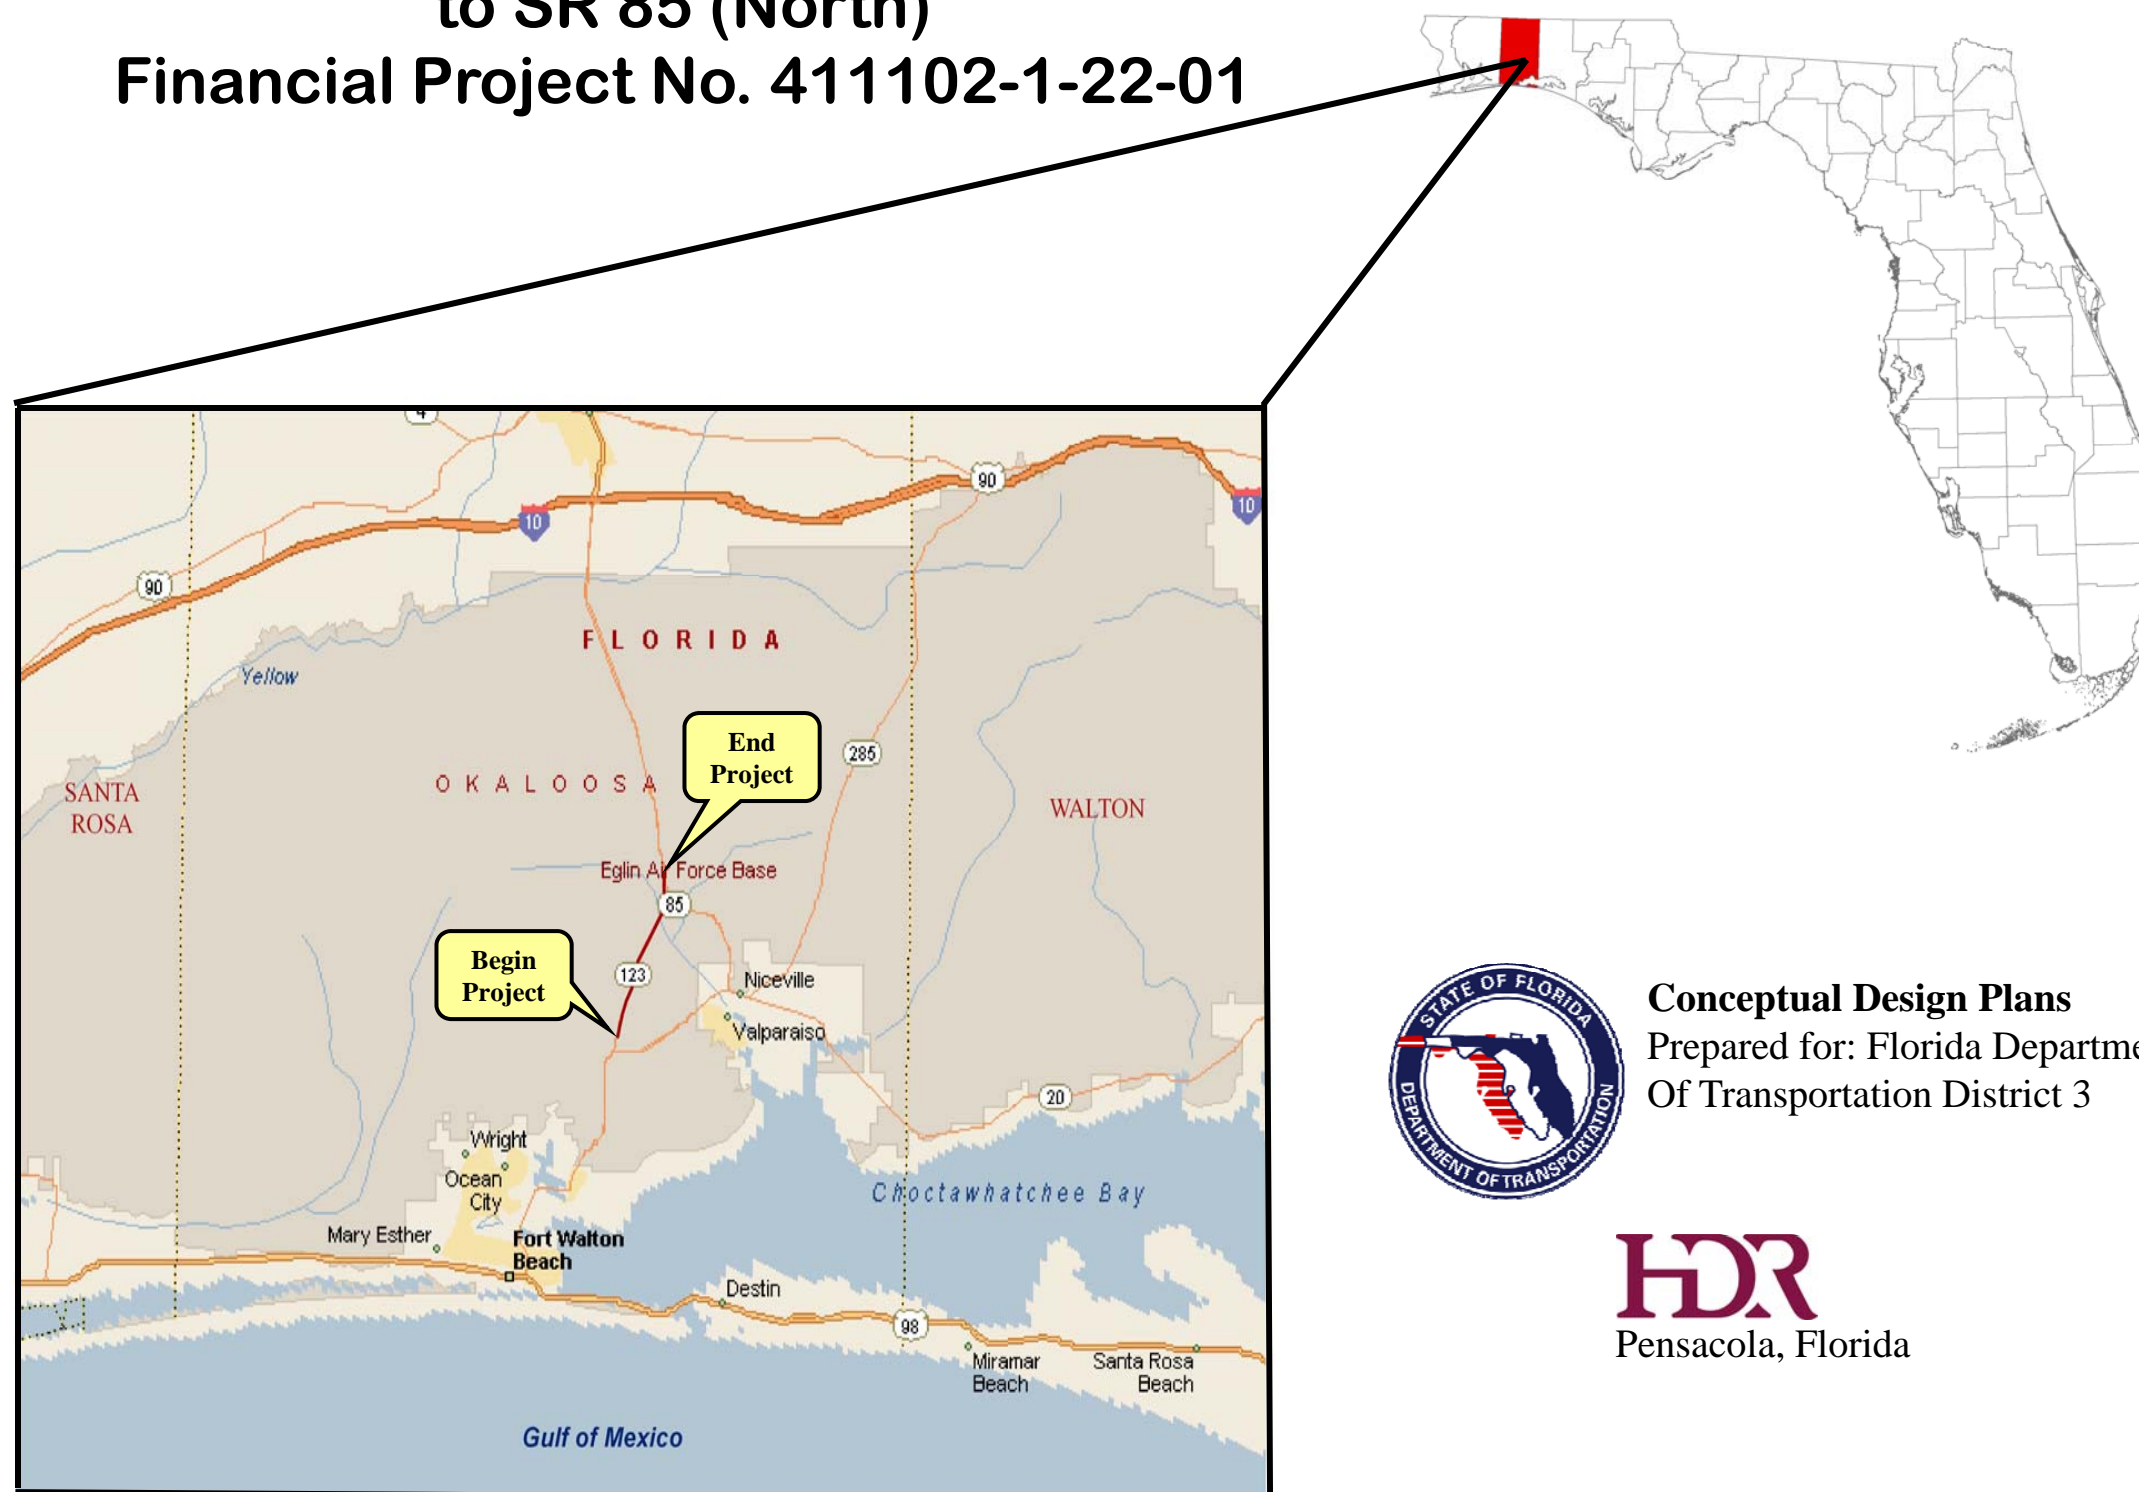 to SR 85 (North)
Financial Project No. 411102-1-22-01
4
90
10
10
90
FLORIDA
Yellow
End
Project
285
OKALOOSA
SANTA
ROSA
WALTON
Eglin Air Force Base
85
Begin
Project
123
Niceville
Valparaiso
20
Wright
Ocean
City
Choctawhatchee Bay
Mary Esther
Fort Walton
Beach
Destin
98
Miramar
Beach
Santa Rosa
Beach
Gulf of Mexico
STATE OF FLORIDA
DEPARTMENT OF TRANSPORTATION
Conceptual Design Plans
Prepared for: Florida Departme
Of Transportation District 3
HDR
Pensacola, Florida